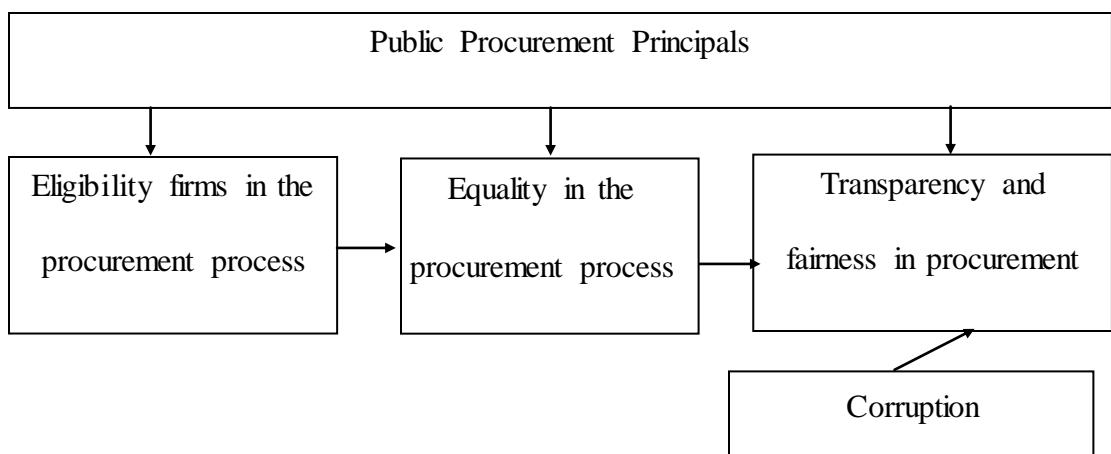 Public Procurement Principals
Eligibility firms in the
procurement process
Equality in the
procurement process
Transparency and
fairness in procurement
Corruption